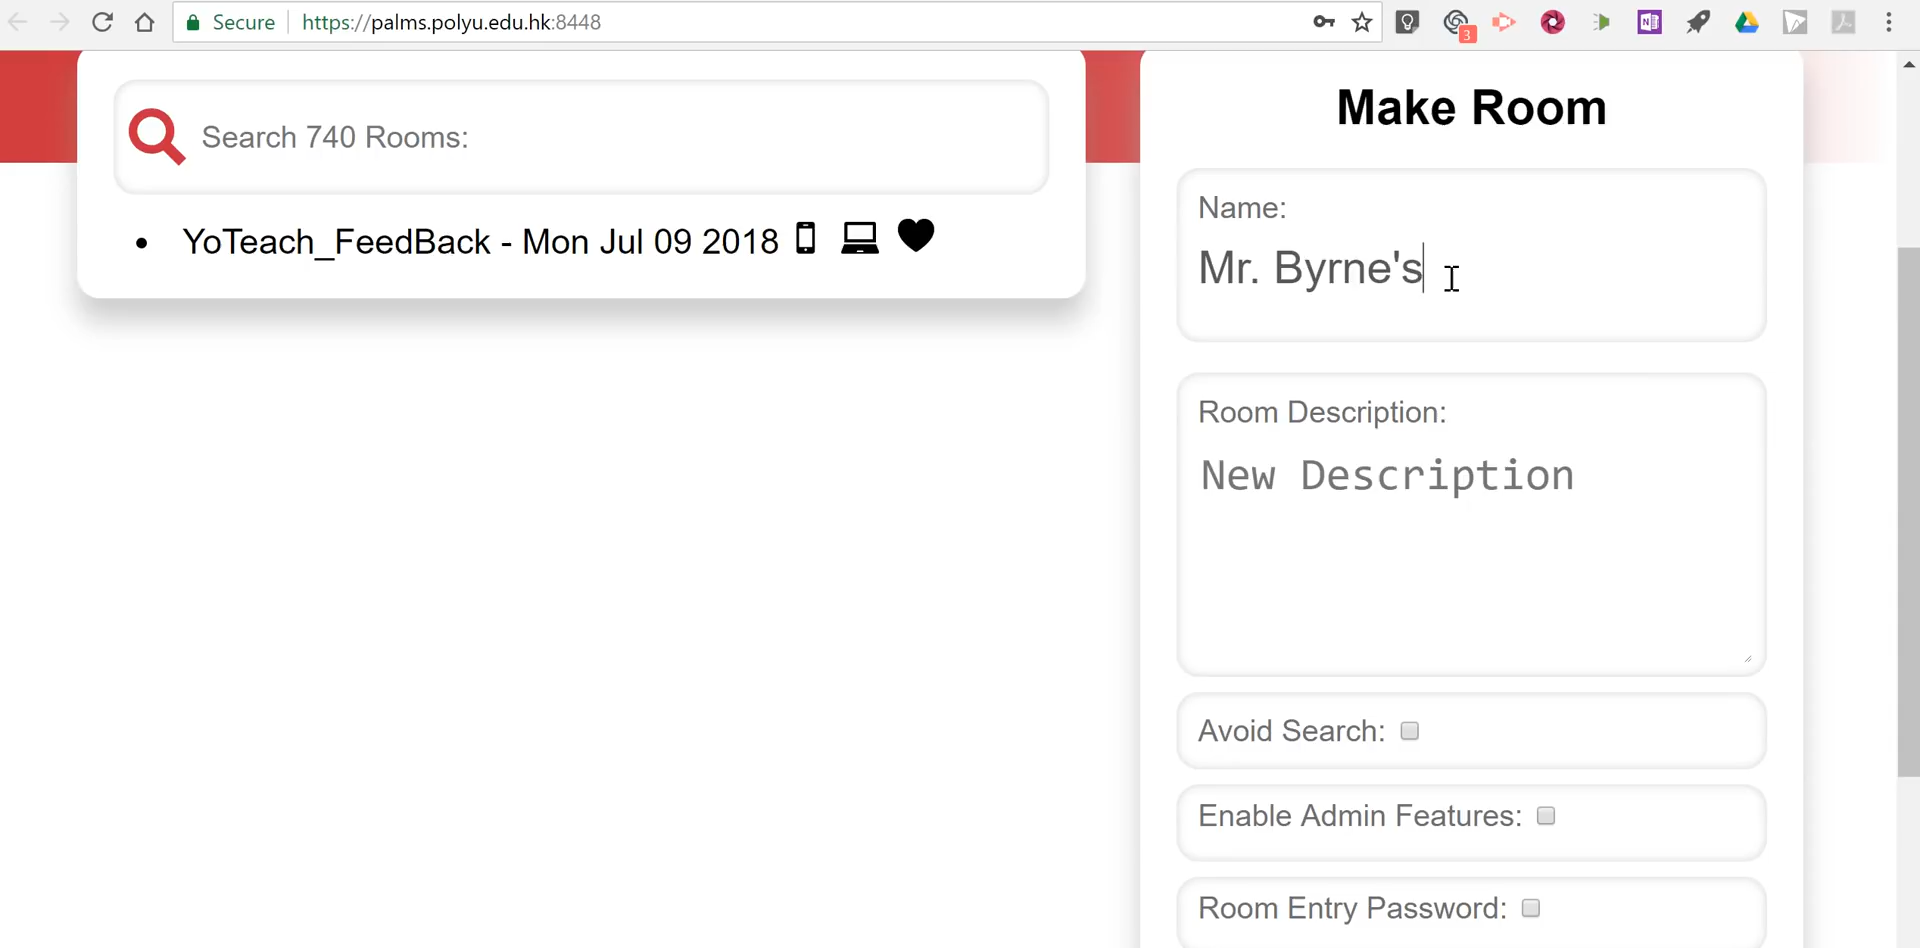 Secure https://palms.polyu.edu.hk:8448
3
Search 740 Rooms:
YoTeach_FeedBack - Mon Jul 09 2018
Make Room
Name:
Mr. Byrne's
Room Description:
New Description
Avoid Search:
Enable Admin Features:
Room Entry Password: